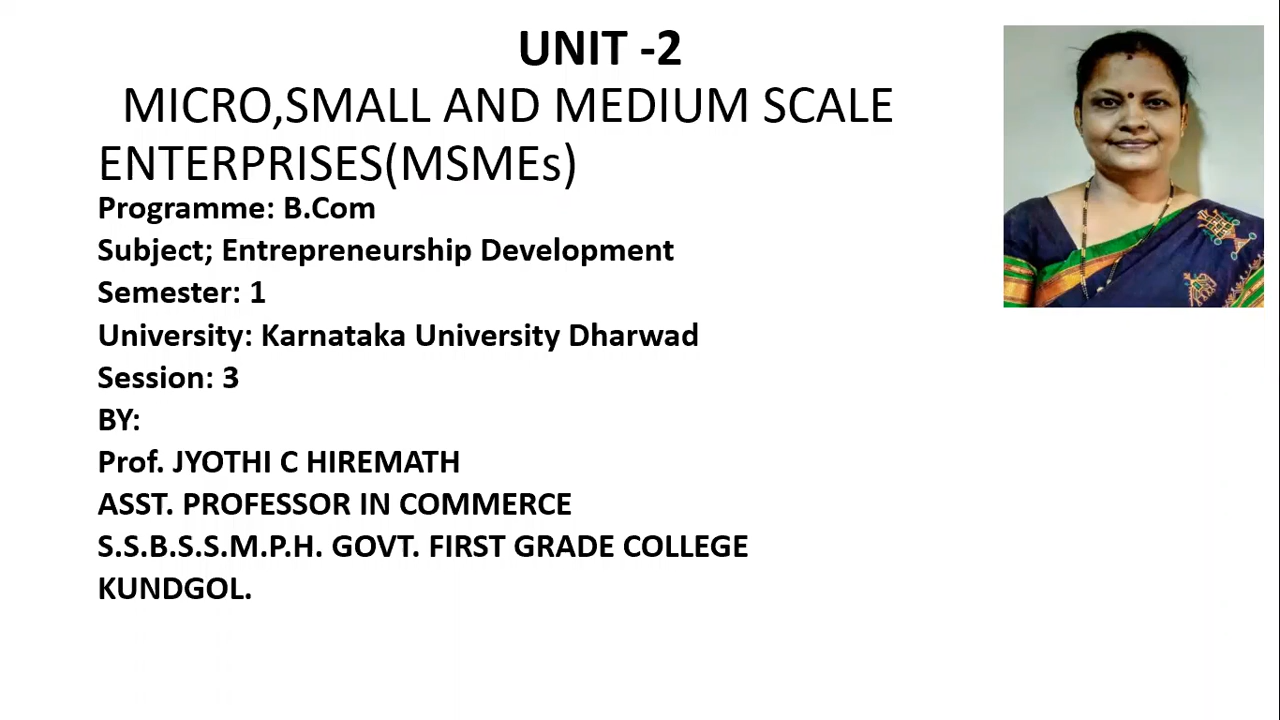 UNIT -2
MICRO,SMALL AND MEDIUM SCALE
ENTERPRISES(MSMEs)
Programme: B.Com
Subject; Entrepreneurship Development
Semester: 1
University: Karnataka University Dharwad
Session: 3
BY:
Prof. JYOTHI C HIREMATH
ASST. PROFESSOR IN COMMERCE
S.S.B.S.S.M.P.H. GOVT. FIRST GRADE COLLEGE
KUNDGOL.